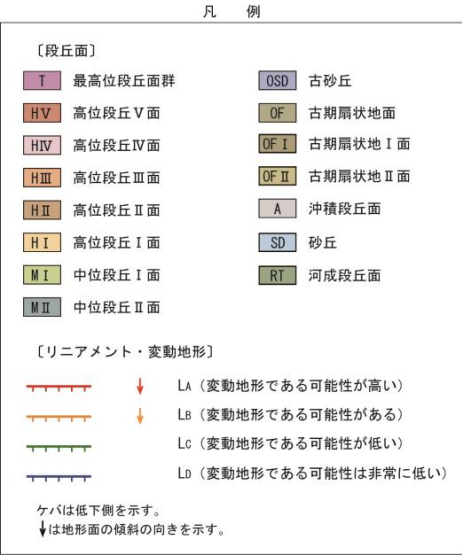 凡 例
〔段丘面〕
T 最高位段丘面群
HⅤ 高位段丘Ⅴ面
HⅣ 高位段丘Ⅳ面
HⅢ 高位段丘Ⅲ面
HⅡ 高位段丘Ⅱ面
HⅠ 高位段丘Ⅰ面
MⅠ 中位段丘Ⅰ面
MⅡ 中位段丘Ⅱ面
OSD 古砂丘
OF 古期扇状地面
OFⅠ 古期扇状地Ⅰ面
OFⅡ 古期扇状地Ⅱ面
A 沖積段丘面
SD 砂丘
RT 河成段丘面
〔リニアメント・変動地形〕
LA（変動地形である可能性が高い）
LB（変動地形である可能性がある）
LC（変動地形である可能性が低い）
LD（変動地形である可能性は非常に低い）
ケバは低下側を示す。
↓は地形面の傾斜の向きを示す。